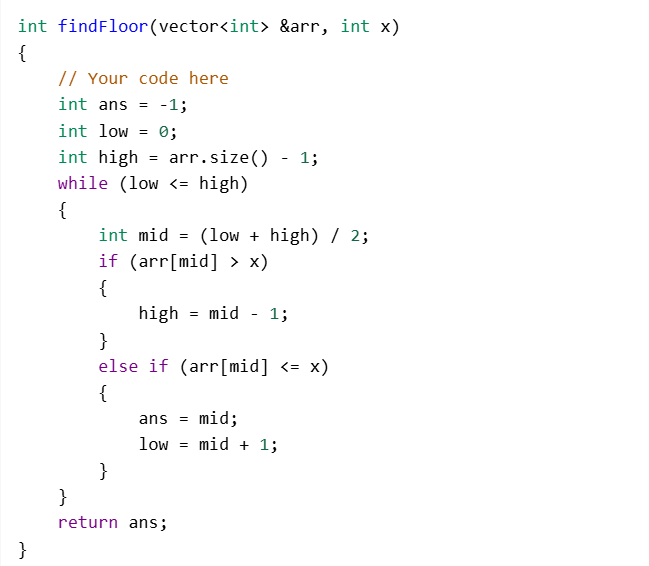 int findFloor(vector<int> &arr, int x)
{
    // Your code here
    int ans = -1;
    int low = 0;
    int high = arr.size() - 1;
    while (low <= high)
    {
        int mid = (low + high) / 2;
        if (arr[mid] > x)
        {
            high = mid - 1;
        }
        else if (arr[mid] <= x)
        {
            ans = mid;
            low = mid + 1;
        }
    }
    return ans;
}